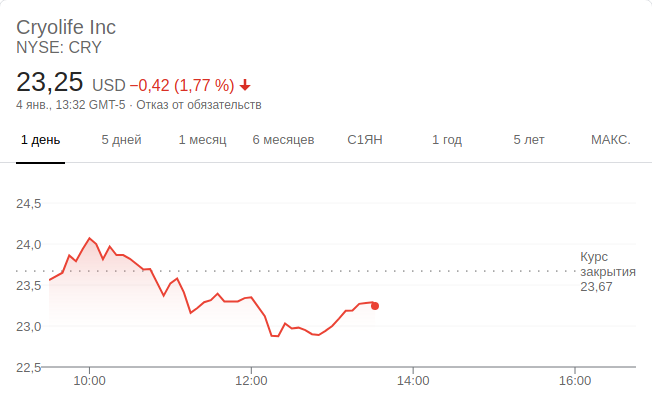 Cryolife Inc
NYSE: CRY
23,25 USD −0,42 (1,77 %)
4 янв., 13:32 GMT-5 · Отказ от обязательств
1 день 5 дней 1 месяц 6 месяцев С1ЯН 1 год 5 лет МАКС.
24,5
24,0
23,5
23,0
22,5
Курс
закрытия
23,67
10:00 12:00 14:00 16:00